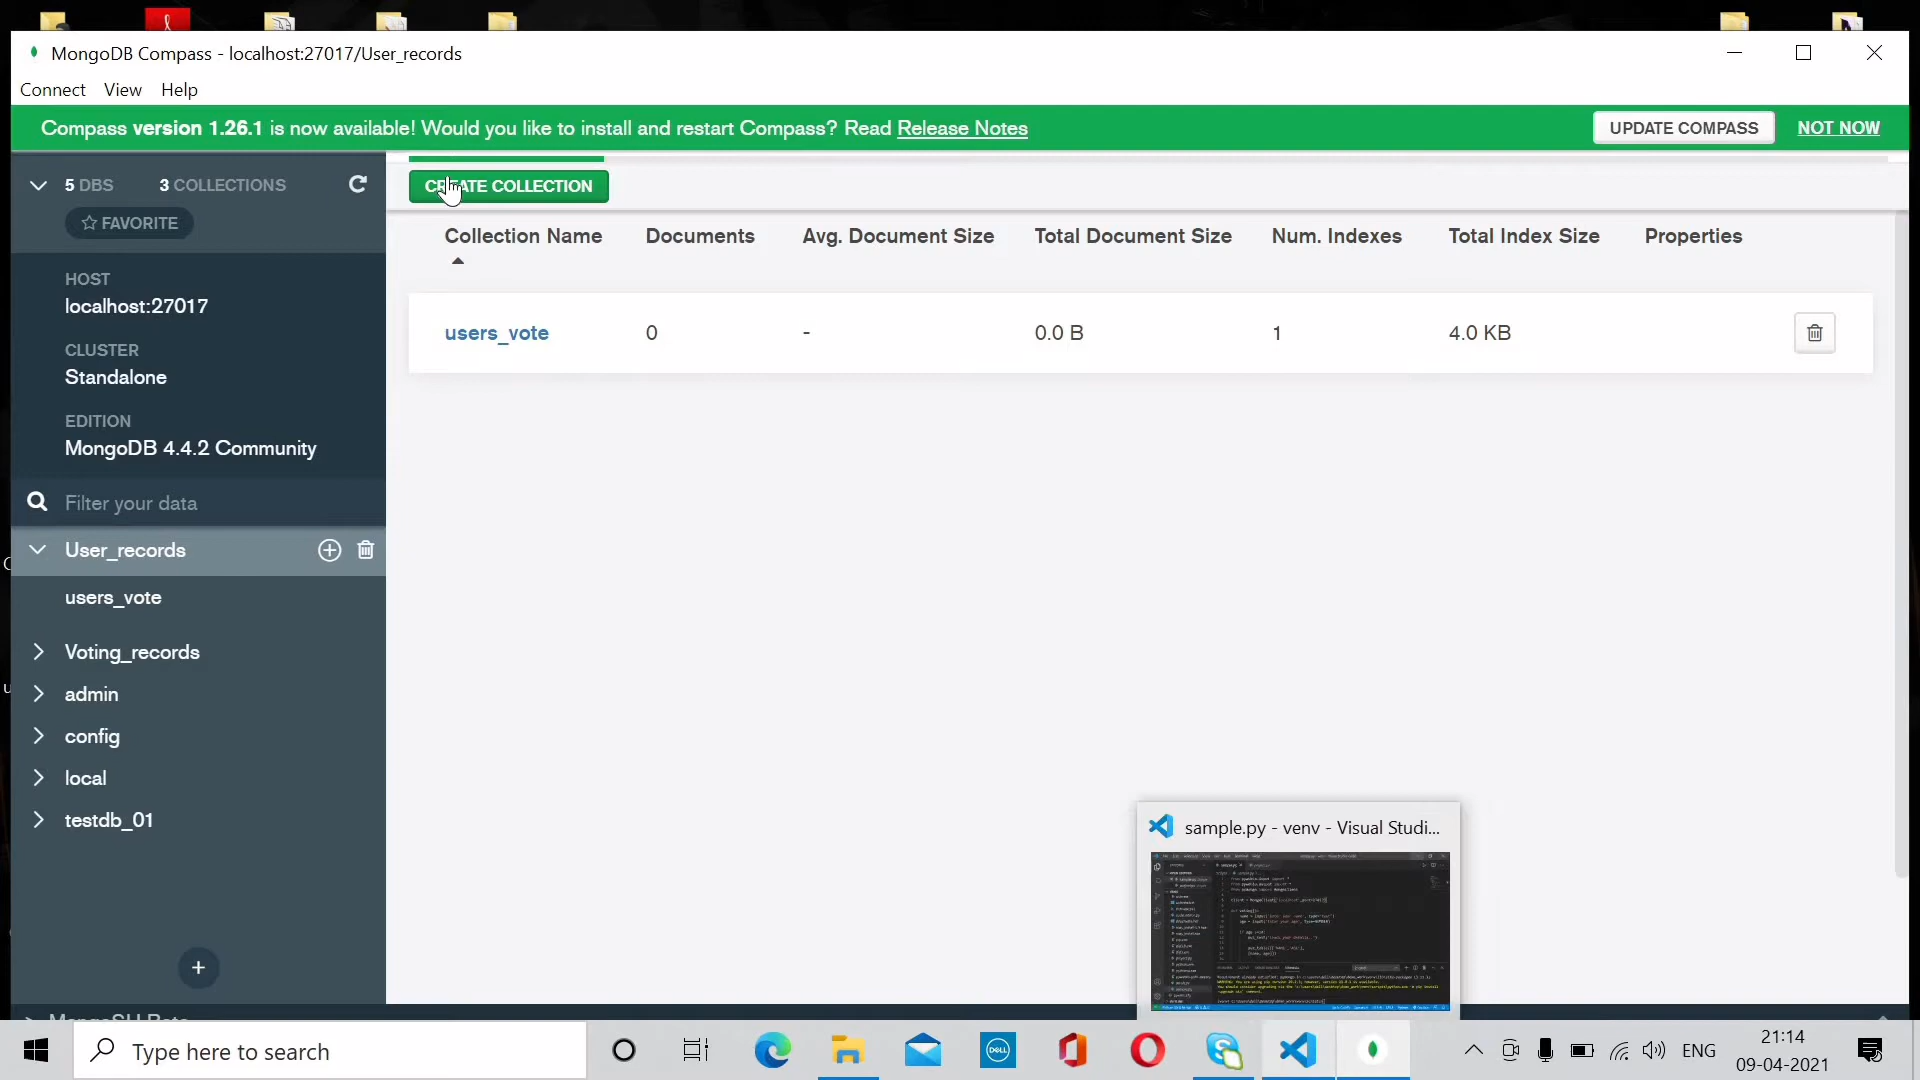 MongoDB Compass - localhost:27017/User_records
Connect View Help
Compass version 1.26.1 is now available! Would you like to install and restart Compass? Read Release Notes
UPDATE COMPASS
NOT NOW
5 DBS 3 COLLECTIONS
FAVORITE
HOST
localhost:27017
CLUSTER
Standalone
EDITION
MongoDB 4.4.2 Community
Filter your data
User_records
users_vote
Voting_records
admin
config
local
testdb_01
CREATE COLLECTION
Collection Name Documents Avg. Document Size Total Document Size Num. Indexes Total Index Size Properties
users_vote 0 - 0.0 B 1 4.0 KB
sample.py - venv - Visual Studi...
Type here to search
DELL
ENG
21:14
09-04-2021